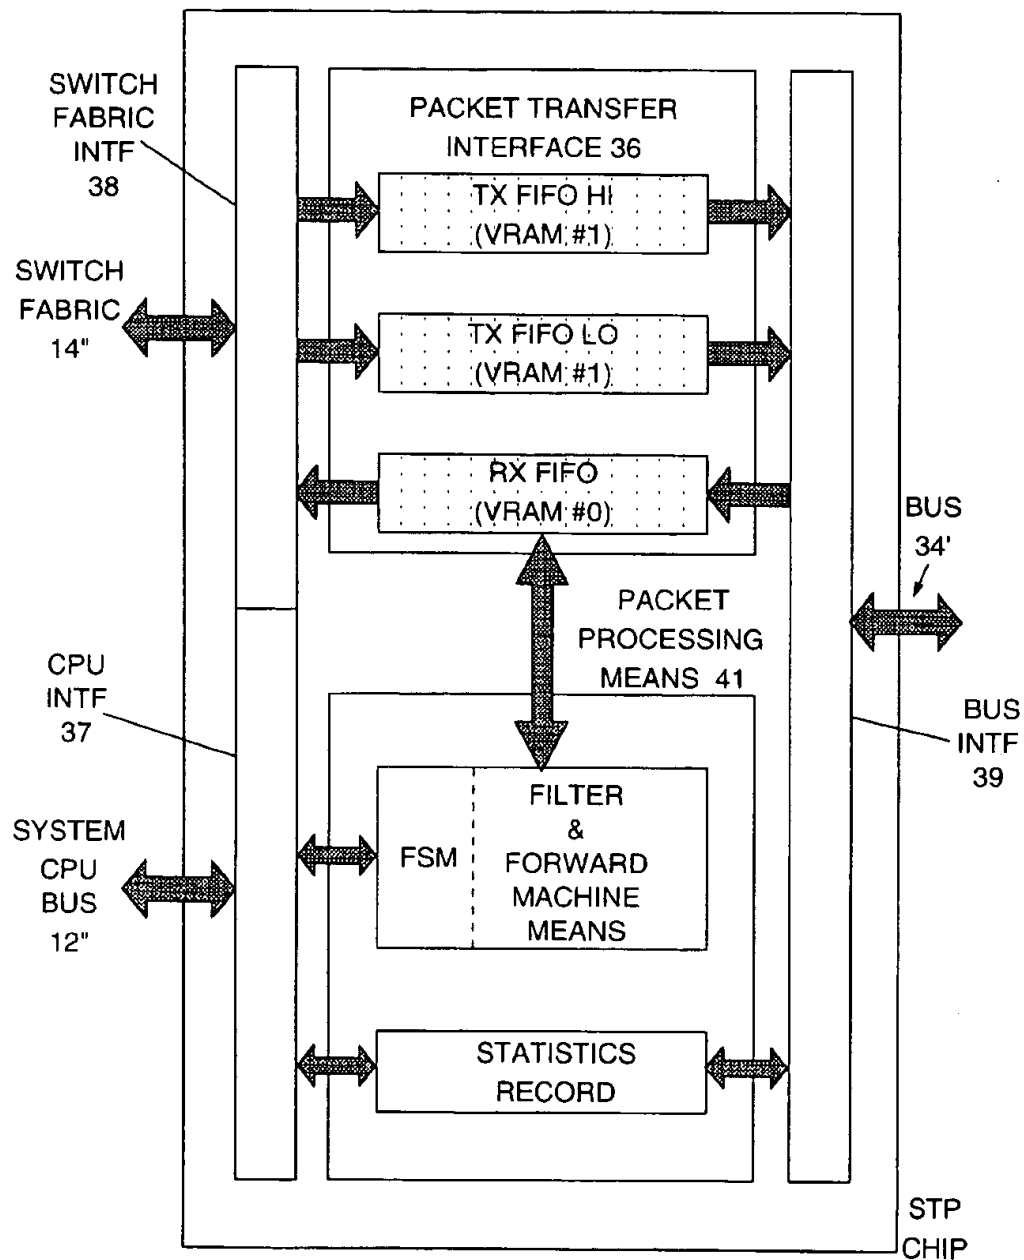 SWITCH
FABRIC
INTF
38
PACKET TRANSFER
INTERFACE 36
TX FIFO HI
(VRAM #1)
SWITCH
FABRIC
14"
TX FIFO LO
(VRAM #1)
RX FIFO
(VRAM #0)
BUS
34'
PACKET
PROCESSING
MEANS 41
CPU
INTF
37
BUS
INTF
39
SYSTEM
CPU
BUS
12"
FSM
FILTER
&
FORWARD
MACHINE
MEANS
STATISTICS
RECORD
STP
CHIP